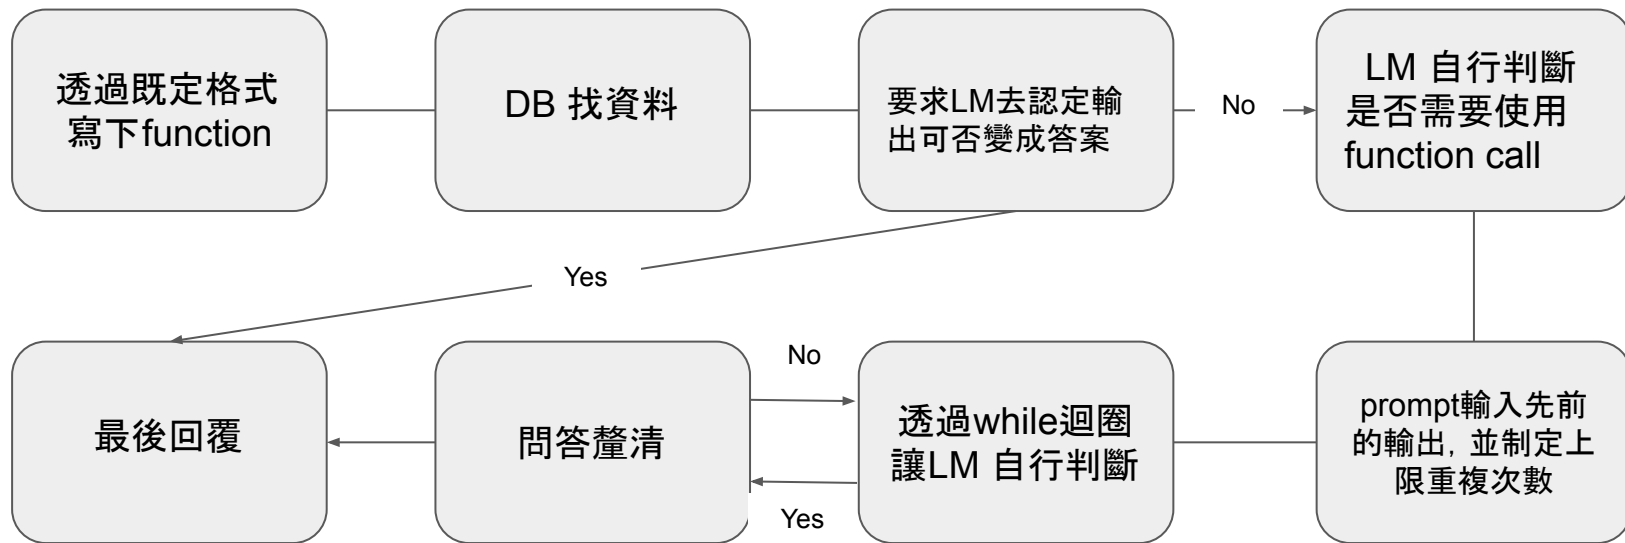 透過既定格式
寫下function
DB 找資料
要求LM去認定輸
出可否變成答案
No
LM 自行判斷
是否需要使用
function call
Yes
最後回覆
問答釐清
No
Yes
透過while迴圈
讓LM 自行判斷
prompt輸入先前
的輸出，並制定上
限重複次數